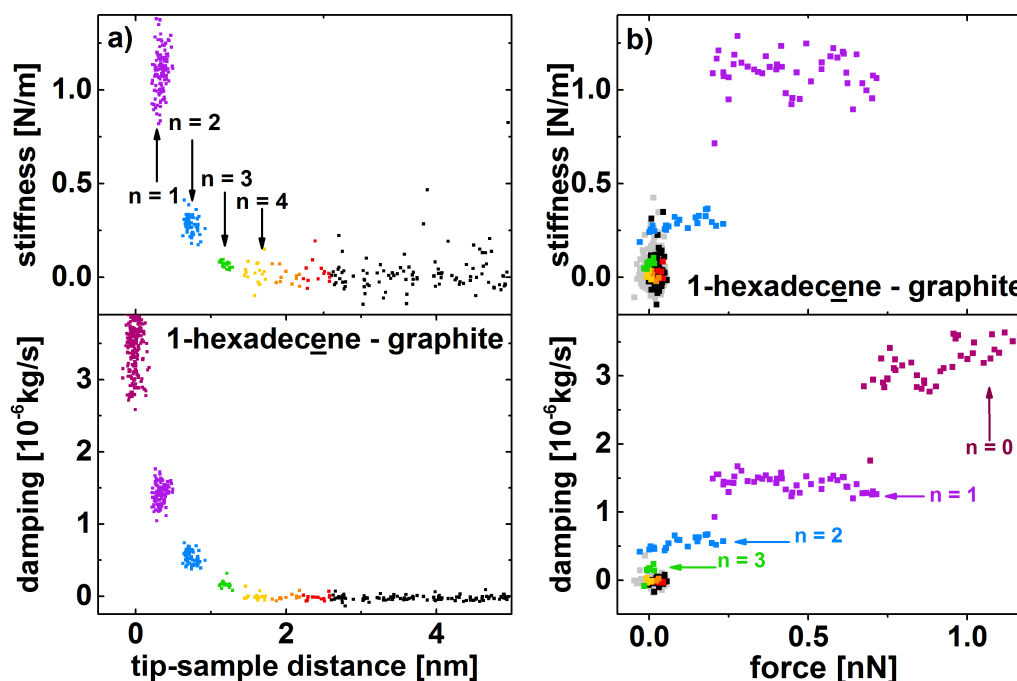 a)
stiffness [N/m]
1.0
0.5
0.0
n = 2
n = 1
n = 3
n = 4
1-hexadecene - graphite
damping [10⁻⁶kg/s]
3
2
1
0
0
2
4
tip-sample distance [nm]
b)
stiffness [N/m]
1.0
0.5
0.0
1-hexadecene - graphite
damping [10⁻⁶kg/s]
3
2
1
0
n = 0
n = 1
n = 2
n = 3
0.0
0.5
1.0
force [nN]